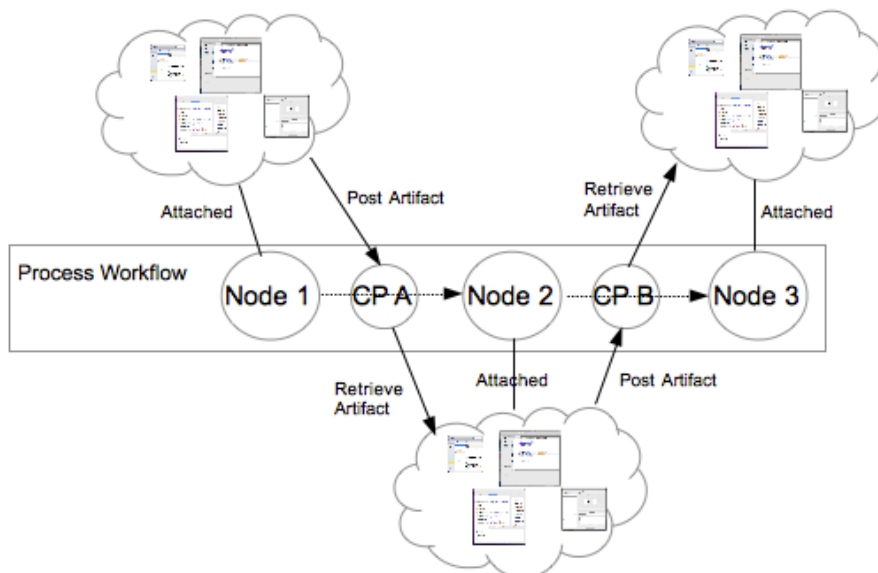 Attached
Post Artifact
Retrieve
Artifact
Attached
Process Workflow
Node 1
CP A
Node 2
CP B
Node 3
Retrieve
Artifact
Attached
Post Artifact